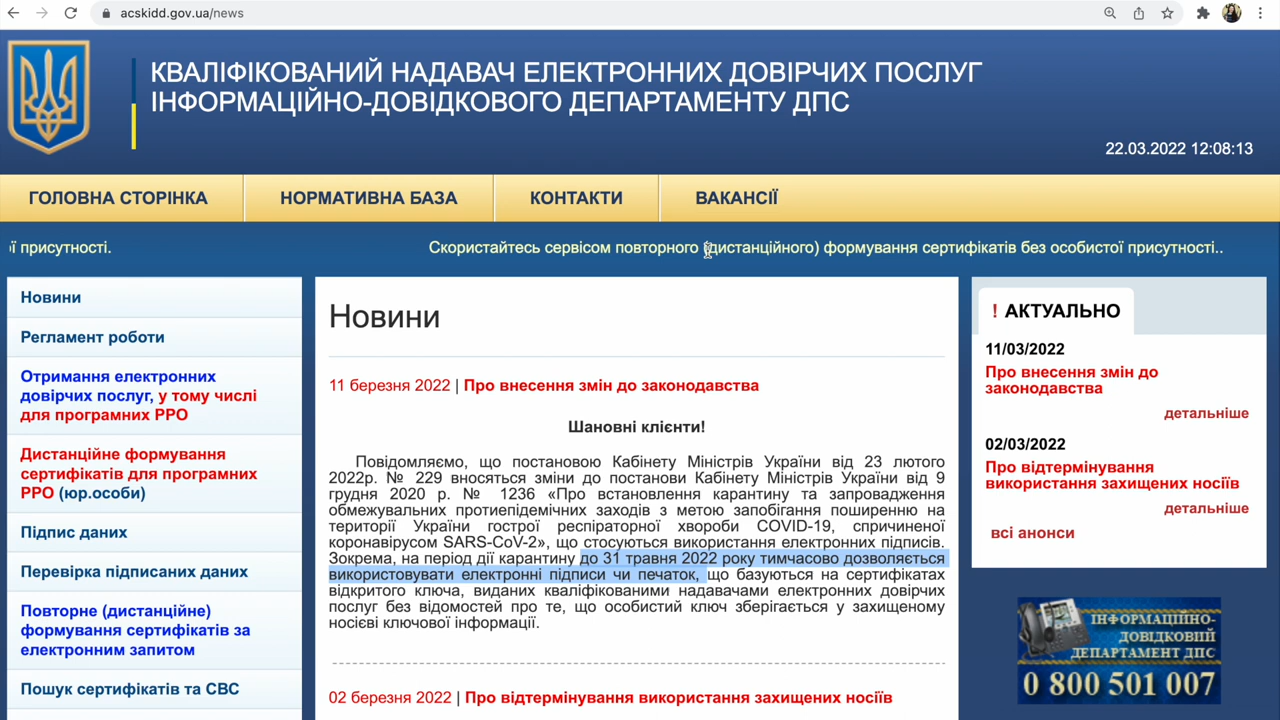 acskidd.gov.ua/news
КВАЛІФІКОВАНИЙ НАДАВАЧ ЕЛЕКТРОННИХ ДОВІРЧИХ ПОСЛУГ
ІНФОРМАЦІЙНО-ДОВІДКОВОГО ДЕПАРТАМЕНТУ ДПС
22.03.2022 12:08:13
ГОЛОВНА СТОРІНКА
НОРМАТИВНА БАЗА
КОНТАКТИ
ВАКАНСІЇ
ї присутності.
Скористайтесь сервісом повторного (дистанційного) формування сертифікатів без особистої присутності..
Новини
Регламент роботи
Отримання електронних
довірчих послуг, у тому числі
для програмних РРО
Дистанційне формування
сертифікатів для програмних
РРО (юр.особи)
Підпис даних
Перевірка підписаних даних
Повторне (дистанційне)
формування сертифікатів за
електронним запитом
Пошук сертифікатів та СВС
Новини
11 березня 2022 | Про внесення змін до законодавства
Шановні клієнти!
Повідомляємо, що постановою Кабінету Міністрів України від 23 лютого
2022р. № 229 вносяться зміни до постанови Кабінету Міністрів України від 9
грудня 2020 р. № 1236 «Про встановлення карантину та запровадження
обмежувальних протиепідемічних заходів з метою запобігання поширенню на
території України гострої респіраторної хвороби COVID-19, спричиненої
коронавірусом SARS-CoV-2», що стосуються використання електронних підписів.
Зокрема, на період дії карантину до 31 травня 2022 року тимчасово дозволяється
використовувати електронні підписи чи печаток, що базуються на сертифікатах
відкритого ключа, виданих кваліфікованими надавачами електронних довірчих
послуг без відомостей про те, що особистий ключ зберігається у захищеному
носієві ключової інформації.
02 березня 2022 | Про відтермінування використання захищених носіїв
! АКТУАЛЬНО
11/03/2022
Про внесення змін до
законодавства
детальніше
02/03/2022
Про відтермінування
використання захищених носіїв
детальніше
всі анонси
ІНФОРМАЦІЙНО-
ДОВІДКОВИЙ
ДЕПАРТАМЕНТ ДПС
0 800 501 007